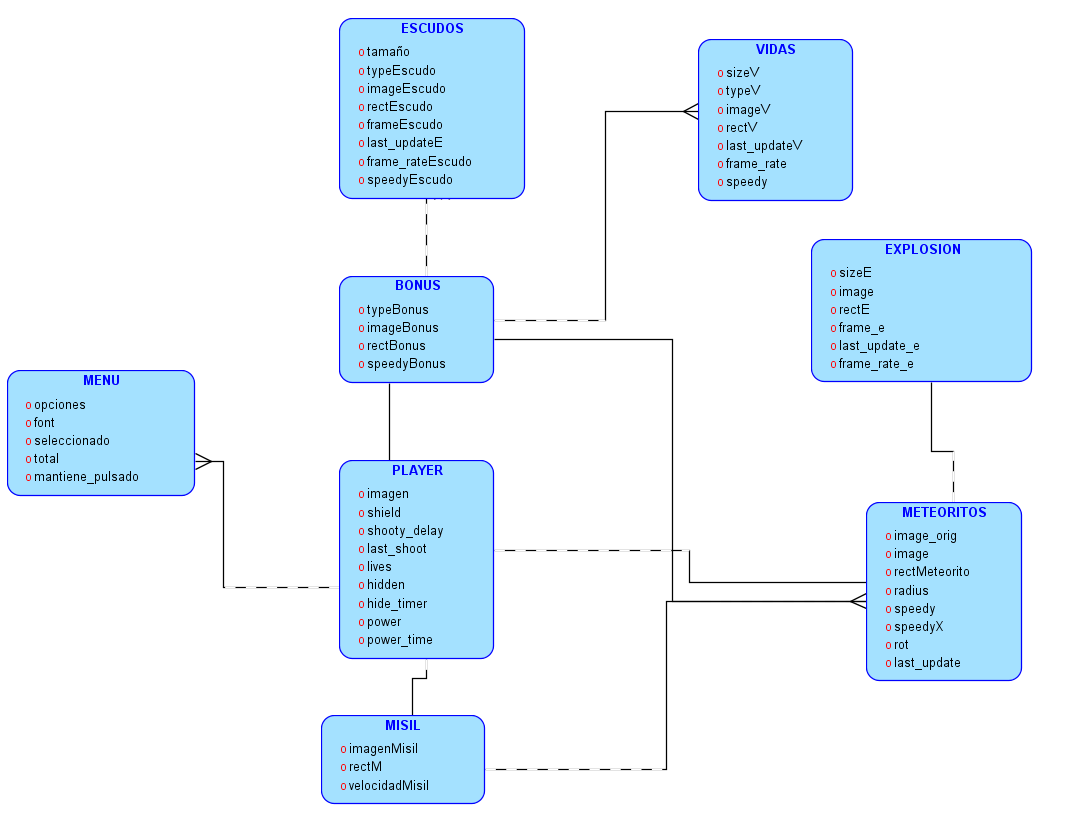 ESCUDOS
tamaño
typeEscudo
imageEscudo
rectEscudo
frameEscudo
last_updateE
frame_rateEscudo
speedyEscudo
VIDAS
sizeV
typeV
imageV
rectV
last_updateV
frame_rate
speedy
BONUS
typeBonus
imageBonus
rectBonus
speedyBonus
EXPLOSION
sizeE
image
rectE
frame_e
last_update_e
frame_rate_e
MENU
opciones
font
seleccionado
total
mantiene_pulsado
PLAYER
imagen
shield
shooty_delay
last_shoot
lives
hidden
hide_timer
power
power_time
METEORITOS
image_orig
image
rectMeteorito
radius
speedy
speedyX
rot
last_update
MISIL
imagenMisil
rectM
velocidadMisil